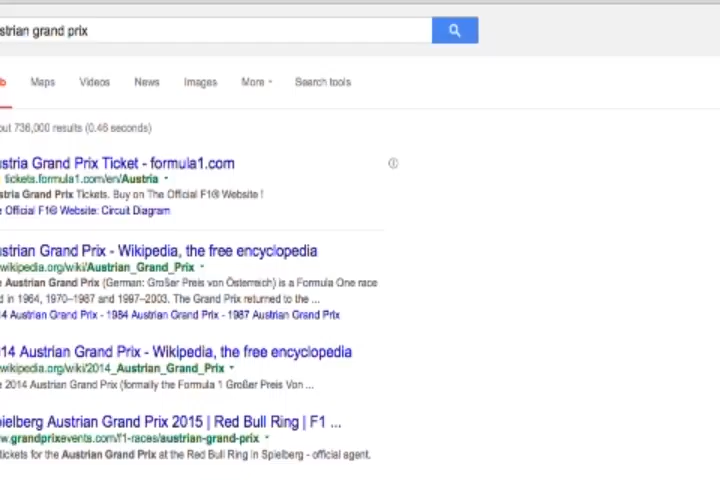 strian grand prix
b Maps Videos News Images More Search tools
out 736,000 results (0.46 seconds)
stria Grand Prix Ticket - formula1.com
tickets.formula1.com/en/Austria
stria Grand Prix Tickets. Buy on The Official F1® Website !
e Official F1® Website: Circuit Diagram
strian Grand Prix - Wikipedia, the free encyclopedia
wikipedia.org/wiki/Austrian_Grand_Prix
e Austrian Grand Prix (German: Großer Preis von Österreich) is a Formula One race
d in 1964, 1970–1987 and 1997–2003. The Grand Prix returned to the ...
4 Austrian Grand Prix - 1984 Austrian Grand Prix - 1987 Austrian Grand Prix
14 Austrian Grand Prix - Wikipedia, the free encyclopedia
wikipedia.org/wiki/2014_Austrian_Grand_Prix
e 2014 Austrian Grand Prix (formally the Formula 1 Großer Preis Von ...
ielberg Austrian Grand Prix 2015 | Red Bull Ring | F1 ...
w.grandprixevents.com/f1-races/austrian-grand-prix
tickets for the Austrian Grand Prix at the Red Bull Ring in Spielberg - official agent.